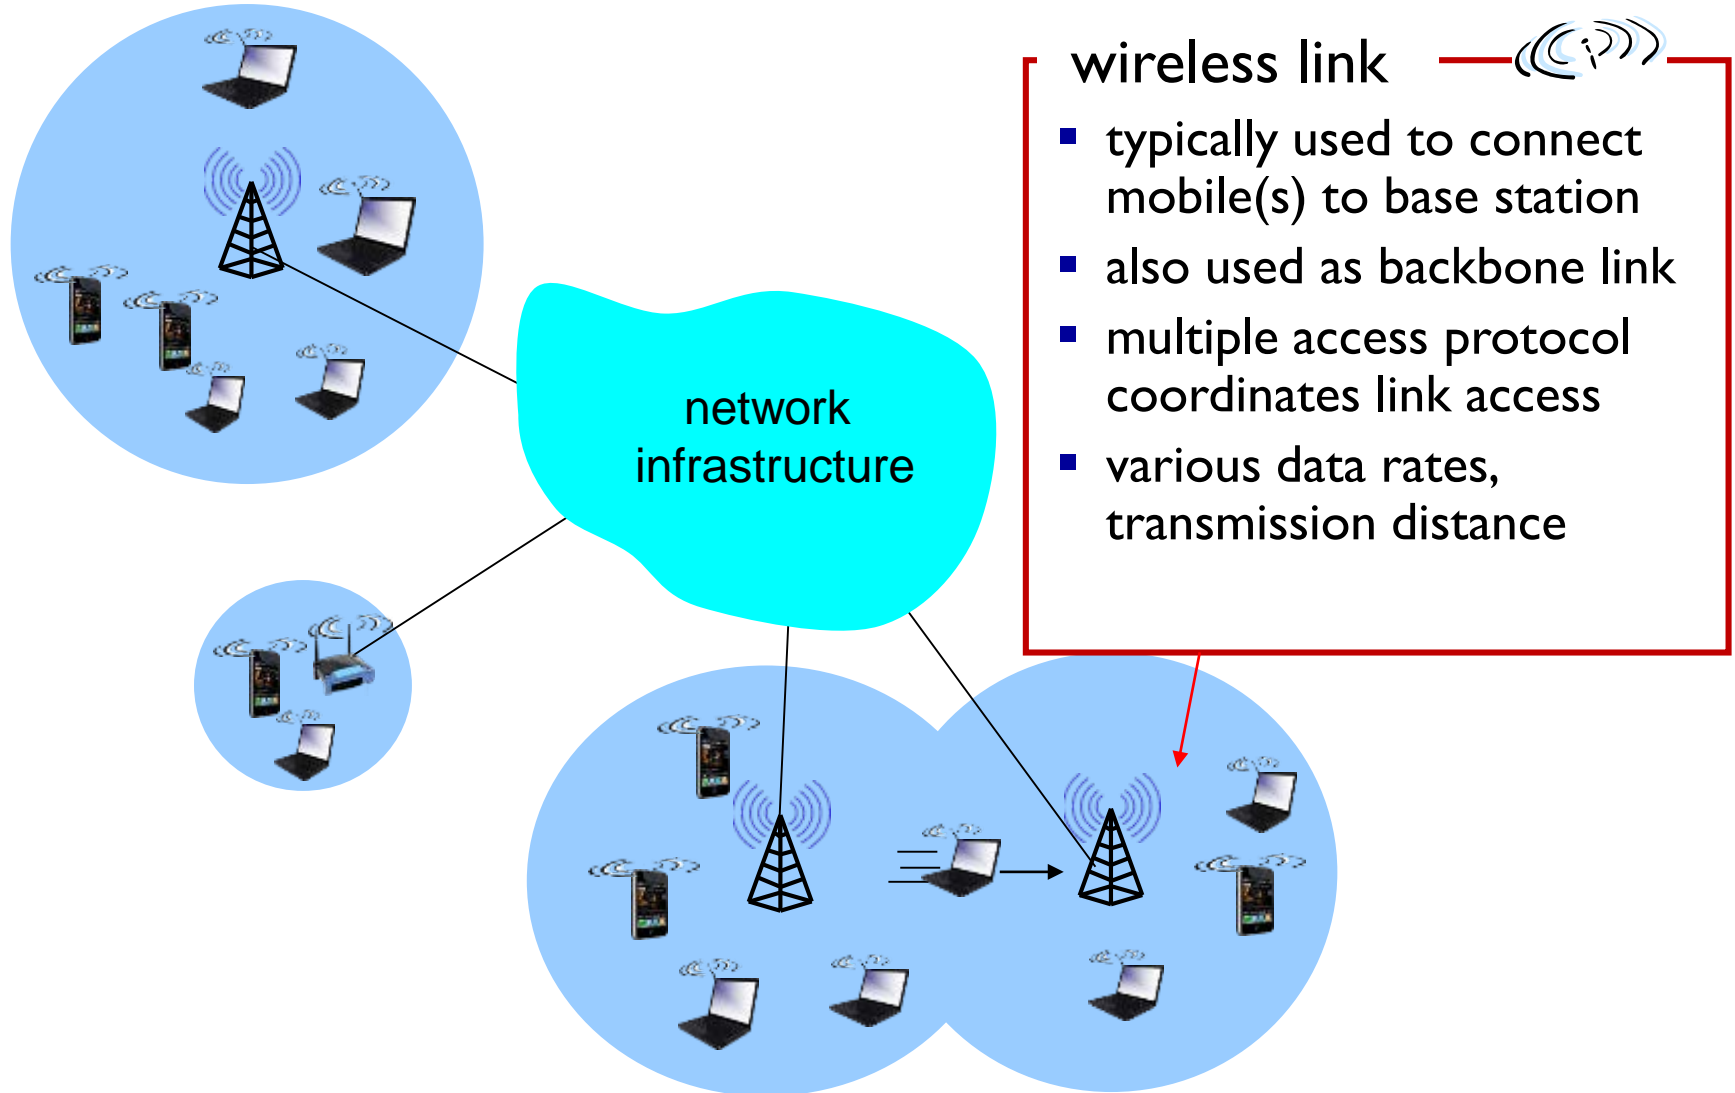 wireless link
▪ typically used to connect
mobile(s) to base station
▪ also used as backbone link
▪ multiple access protocol
coordinates link access
▪ various data rates,
transmission distance
network
infrastructure